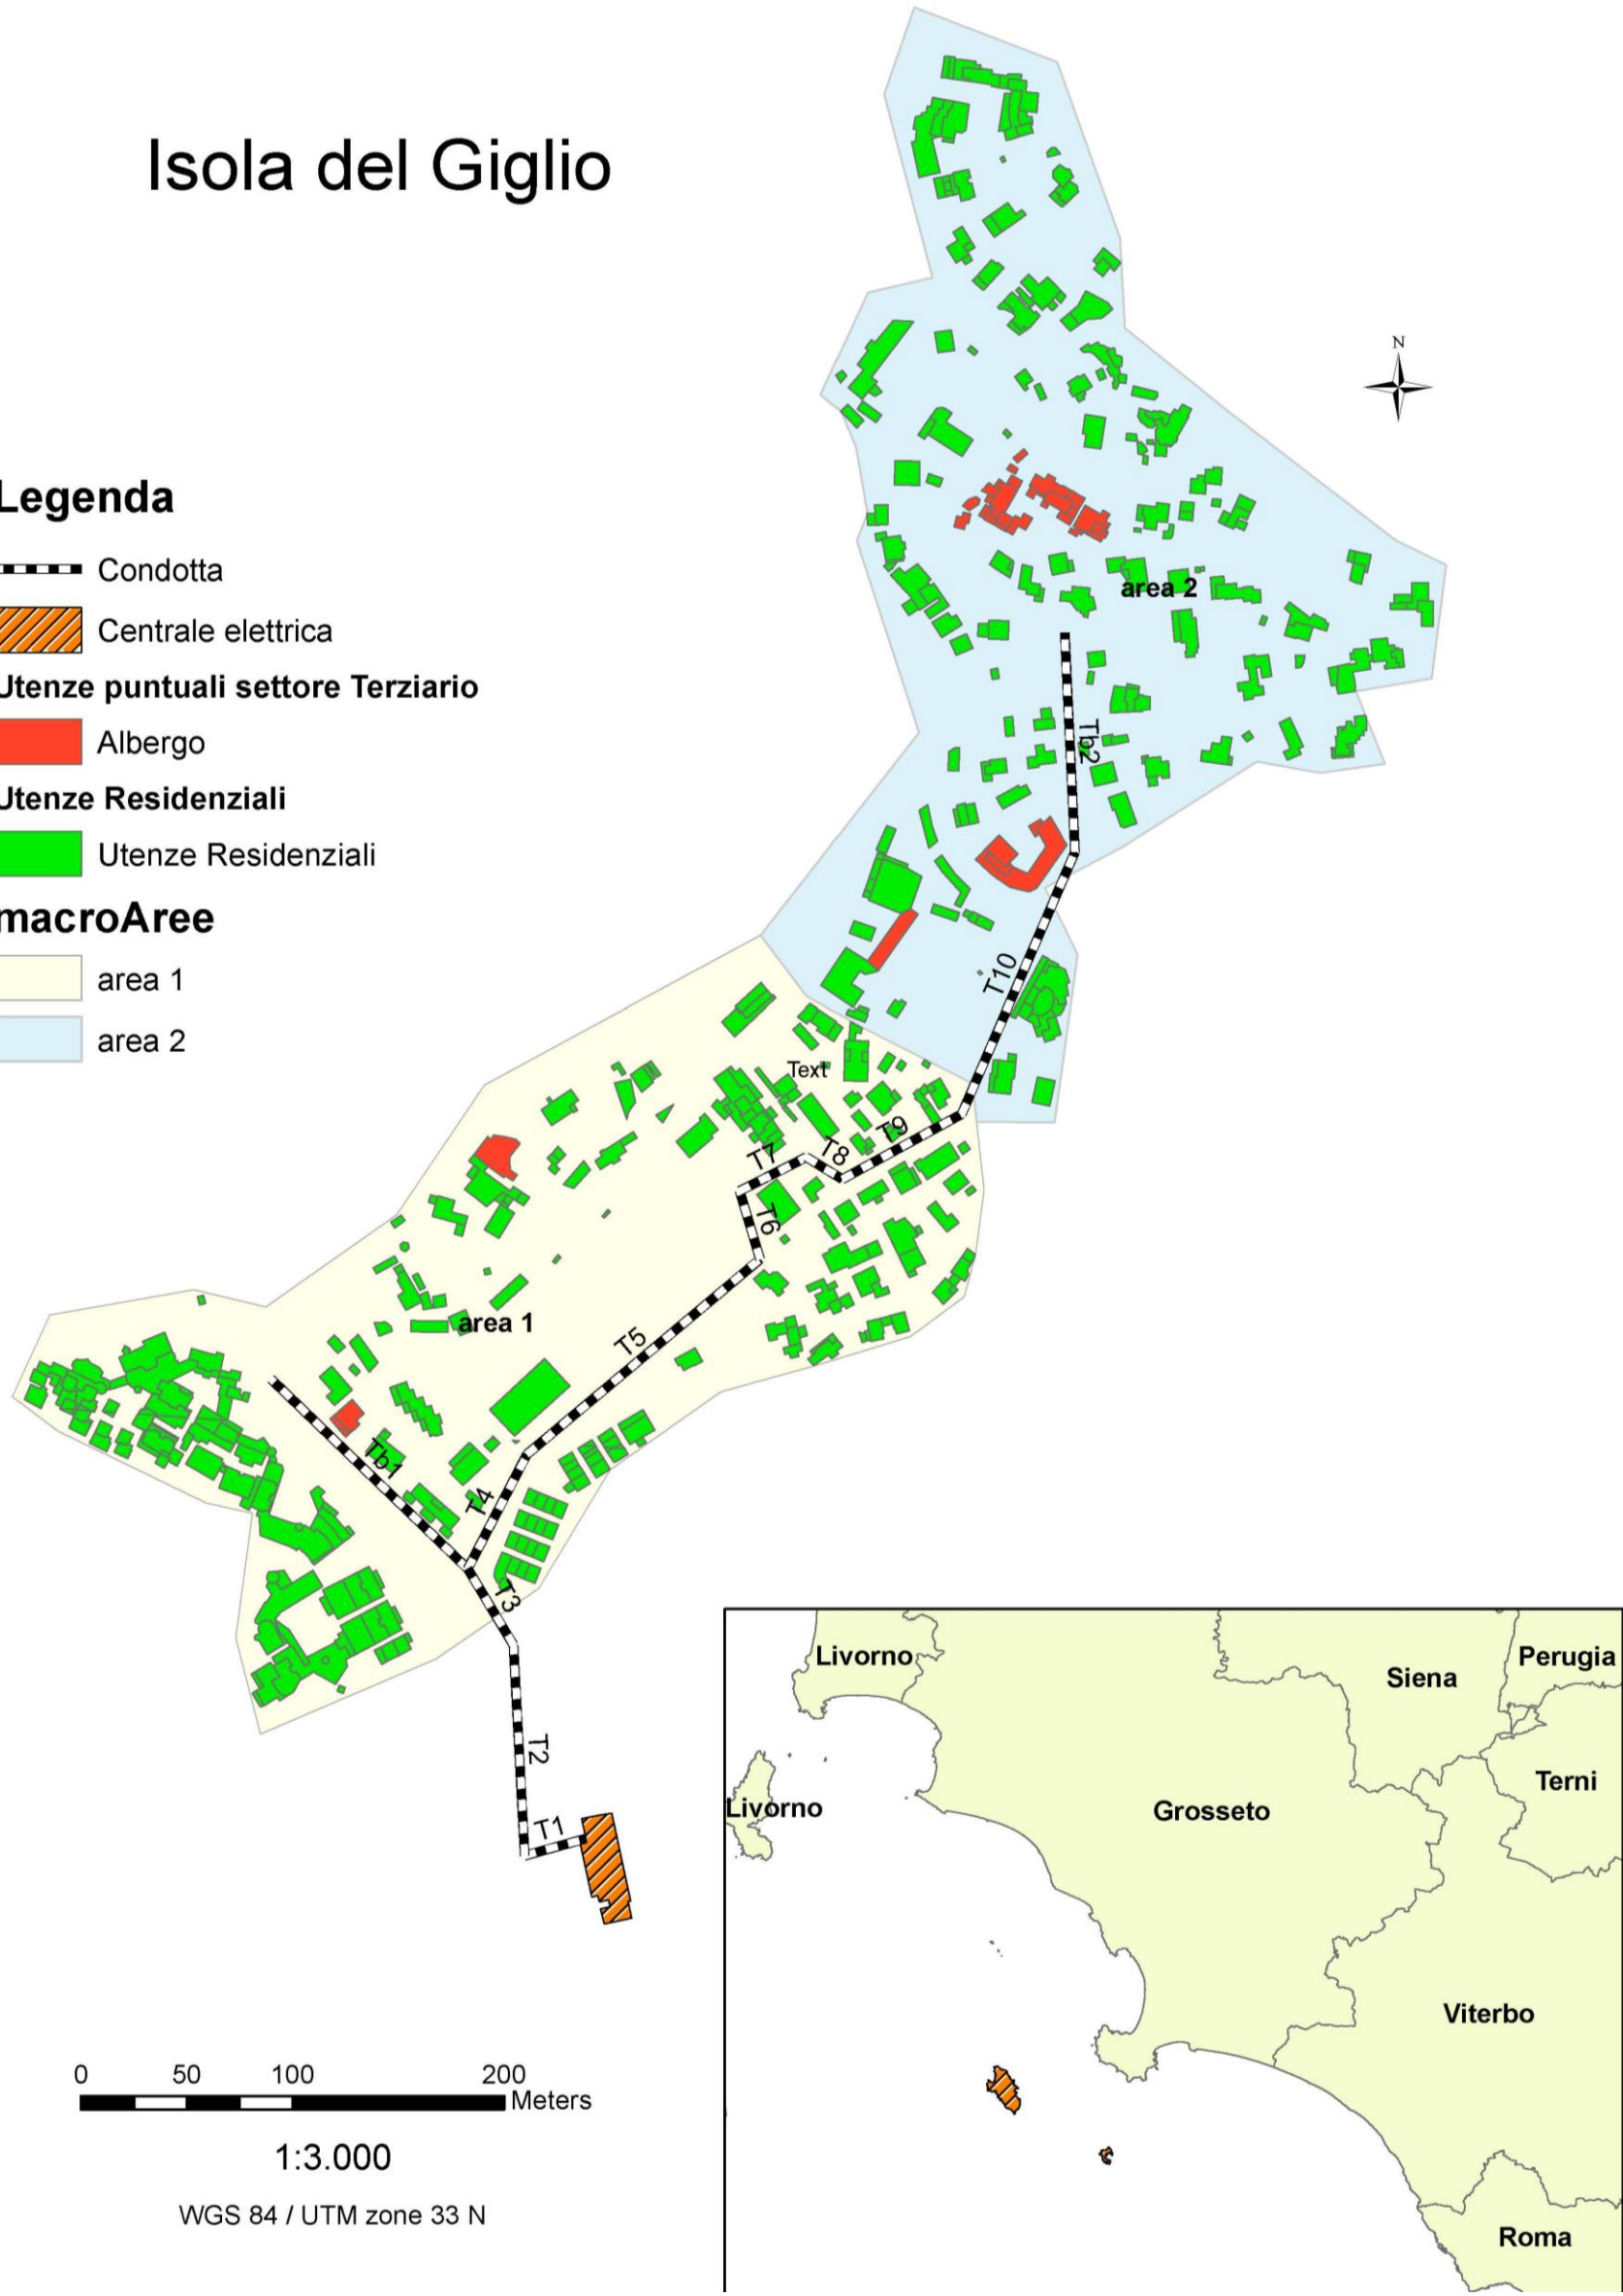 Isola del Giglio
N
Legenda
Condotta
Centrale elettrica
Utenze puntuali settore Terziario
Albergo
Utenze Residenziali
Utenze Residenziali
macroAree
area 1
area 2
area 2
Tb2
T10
Text
T9
T8
T7
T6
area 1
T5
Tb1
T4
T3
T2
T1
0 50 100 200
Meters
1:3.000
WGS 84 / UTM zone 33 N
Livorno
Siena
Perugia
Livorno
Grosseto
Terni
Viterbo
Roma